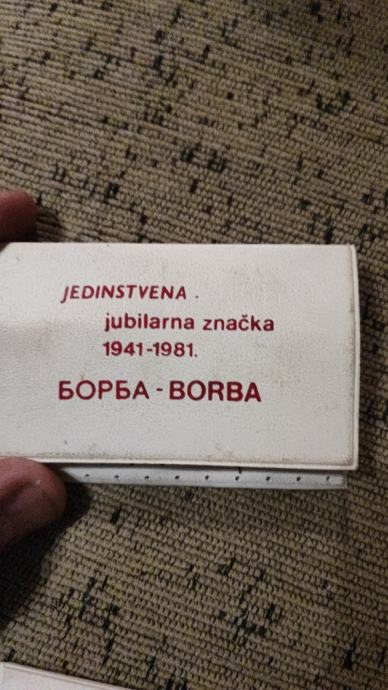 JEDINSTVENA.
jubilarna značka
1941-1981.
БОРБА - BORBA